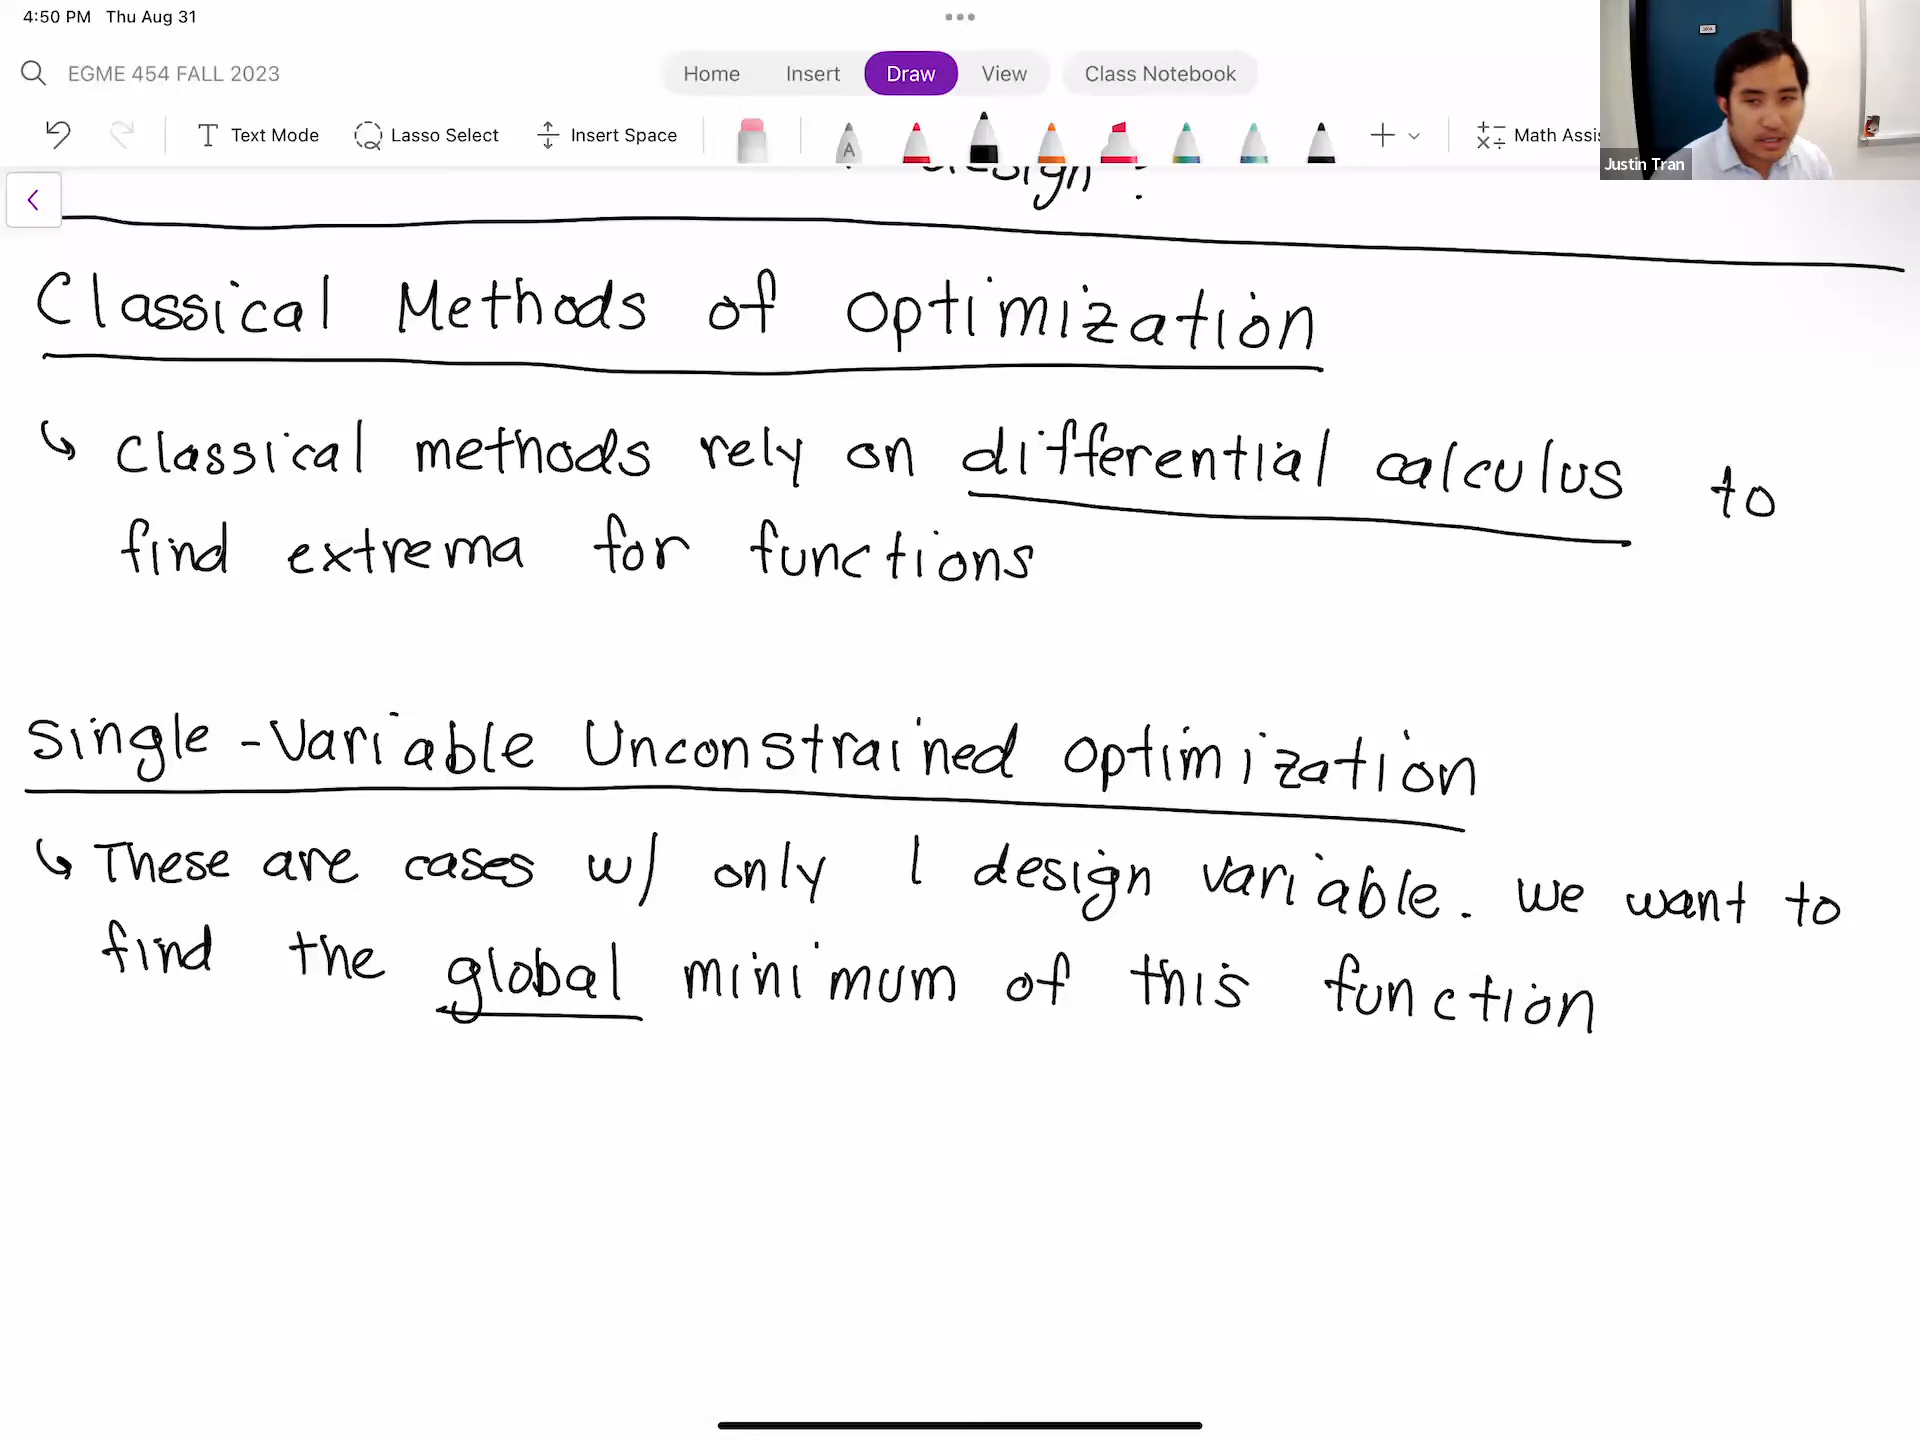 4:50 PM Thu Aug 31
EGME 454 FALL 2023
Home Insert Draw View Class Notebook
Text Mode Lasso Select Insert Space A Math Assis
Justin Tran
design :
Classical Methods of Optimization
↳ Classical methods rely on differential calculus to
find extrema for functions
Single-Variable Unconstrained Optimization
↳ These are cases w/ only 1 design variable. We want to
find the global minimum of this function